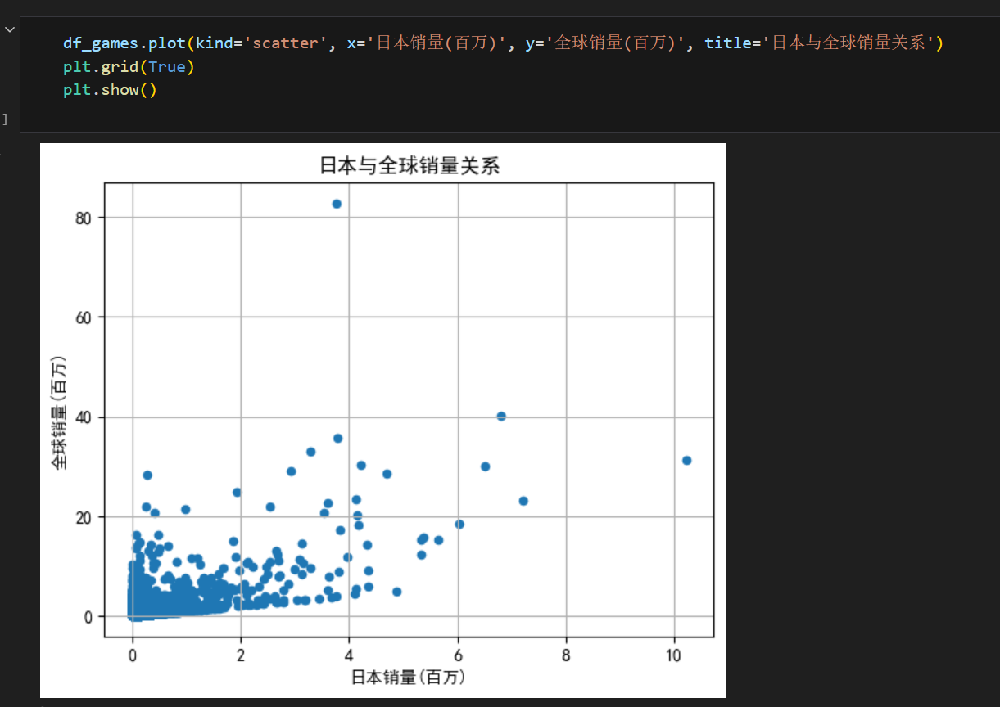 df_games.plot(kind='scatter', x='日本销量(百万)', y='全球销量(百万)', title='日本与全球销量关系')
plt.grid(True)
plt.show()
]
日本与全球销量关系
80
60
40
20
0
全球销量(百万)
0 2 4 6 8 10
日本销量(百万)